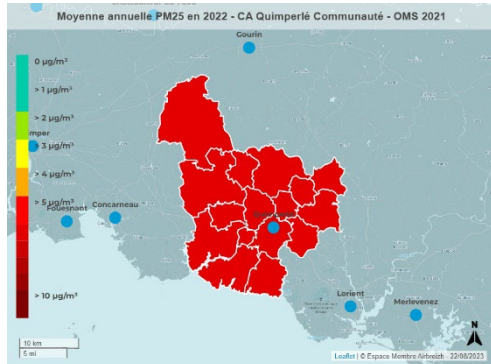 Moyenne annuelle PM25 en 2022 - CA Quimperlé Communauté - OMS 2021
Gourin
0 µg/m³
> 1 µg/m³
> 2 µg/m³
imper
> 3 µg/m³
> 4 µg/m³
> 5 µg/m³
Fouesnant
Concarneau
> 10 µg/m³
Lorient
Merlevenez
10 km
5 mi
N
Leaflet | © Espace Membre Airbreizh - 22/08/2023